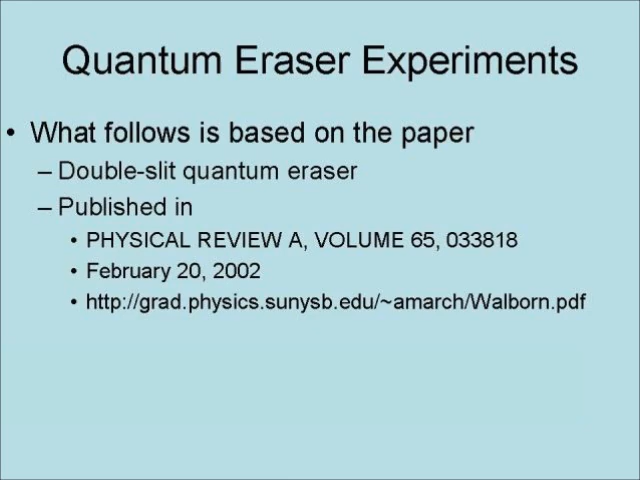 Quantum Eraser Experiments
• What follows is based on the paper
– Double-slit quantum eraser
– Published in
• PHYSICAL REVIEW A, VOLUME 65, 033818
• February 20, 2002
• http://grad.physics.sunysb.edu/~amarch/Walborn.pdf